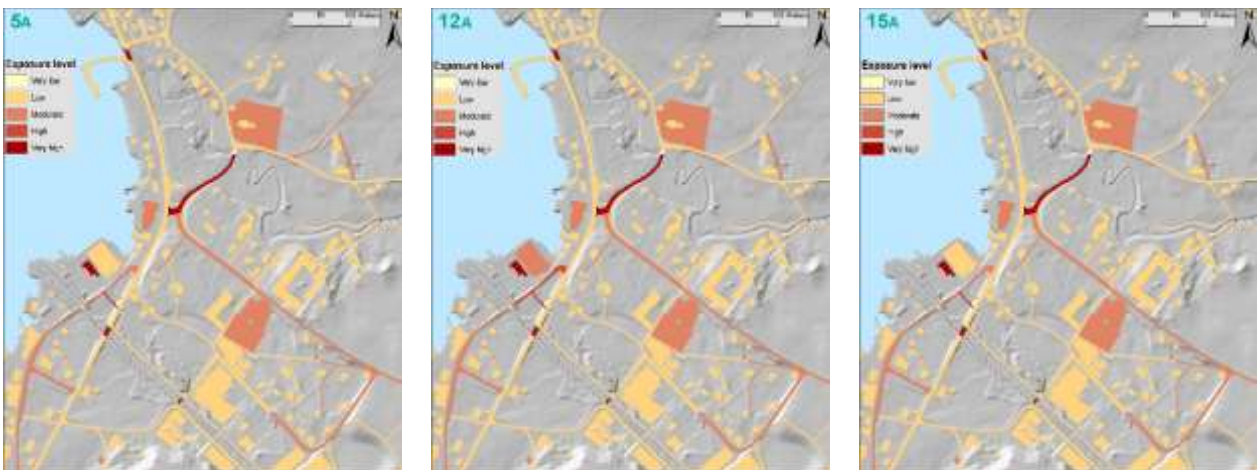 5A
N
Exposure level
Very low
Low
Moderate
High
Very high
12A
N
Exposure level
Very low
Low
Moderate
High
Very high
15A
N
Exposure level
Very low
Low
Moderate
High
Very high